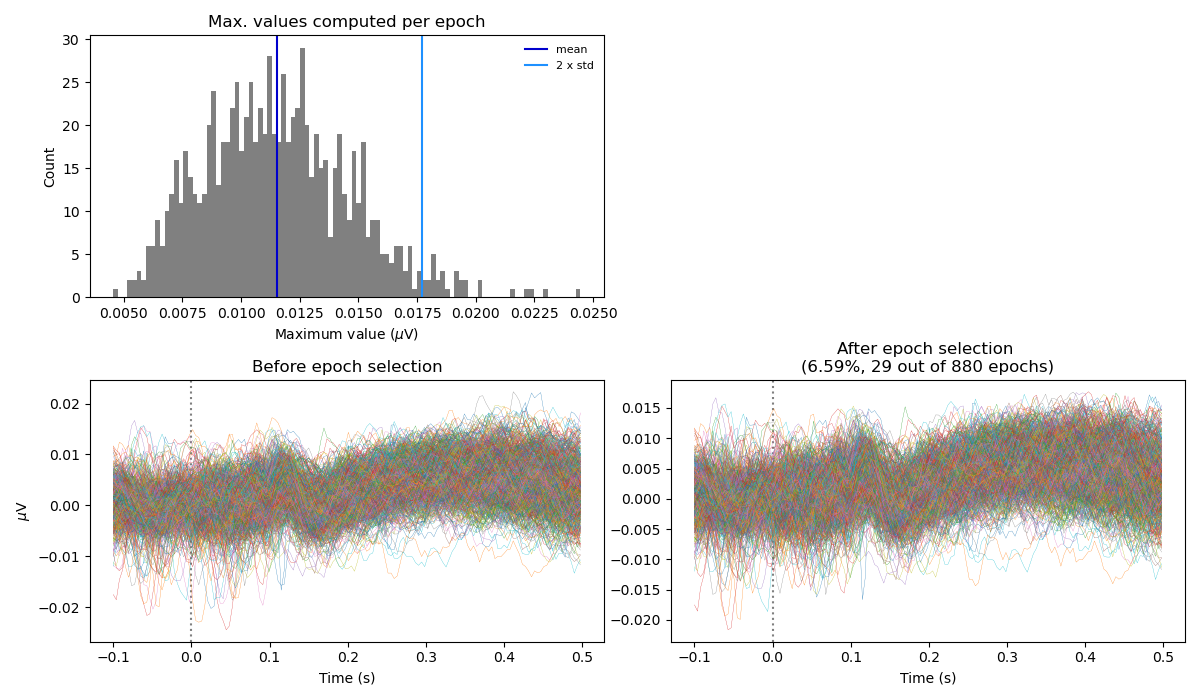 Max. values computed per epoch
30
25
20
15
10
5
0
Count
mean
2 x std
0.0050 0.0075 0.0100 0.0125 0.0150 0.0175 0.0200 0.0225 0.0250
Maximum value (μV)
Before epoch selection
0.02
0.01
0.00
−0.01
−0.02
μV
−0.1 0.0 0.1 0.2 0.3 0.4 0.5
Time (s)
After epoch selection
(6.59%, 29 out of 880 epochs)
0.015
0.010
0.005
0.000
−0.005
−0.010
−0.015
−0.020
−0.1 0.0 0.1 0.2 0.3 0.4 0.5
Time (s)